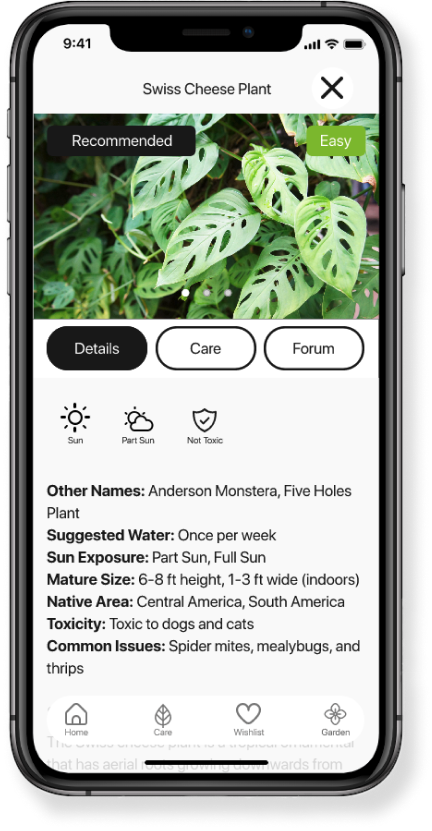 9:41
Swiss Cheese Plant
Recommended
Easy
Details
Care
Forum
Sun
Part Sun
Not Toxic
Other Names: Anderson Monstera, Five Holes
Plant
Suggested Water: Once per week
Sun Exposure: Part Sun, Full Sun
Mature Size: 6-8 ft height, 1-3 ft wide (indoors)
Native Area: Central America, South America
Toxicity: Toxic to dogs and cats
Common Issues: Spider mites, mealybugs, and
thrips
Home
Care
Wishlist
Garden
The Swiss cheese plant is a tropical ornamental
that has aerial roots growing downwards from